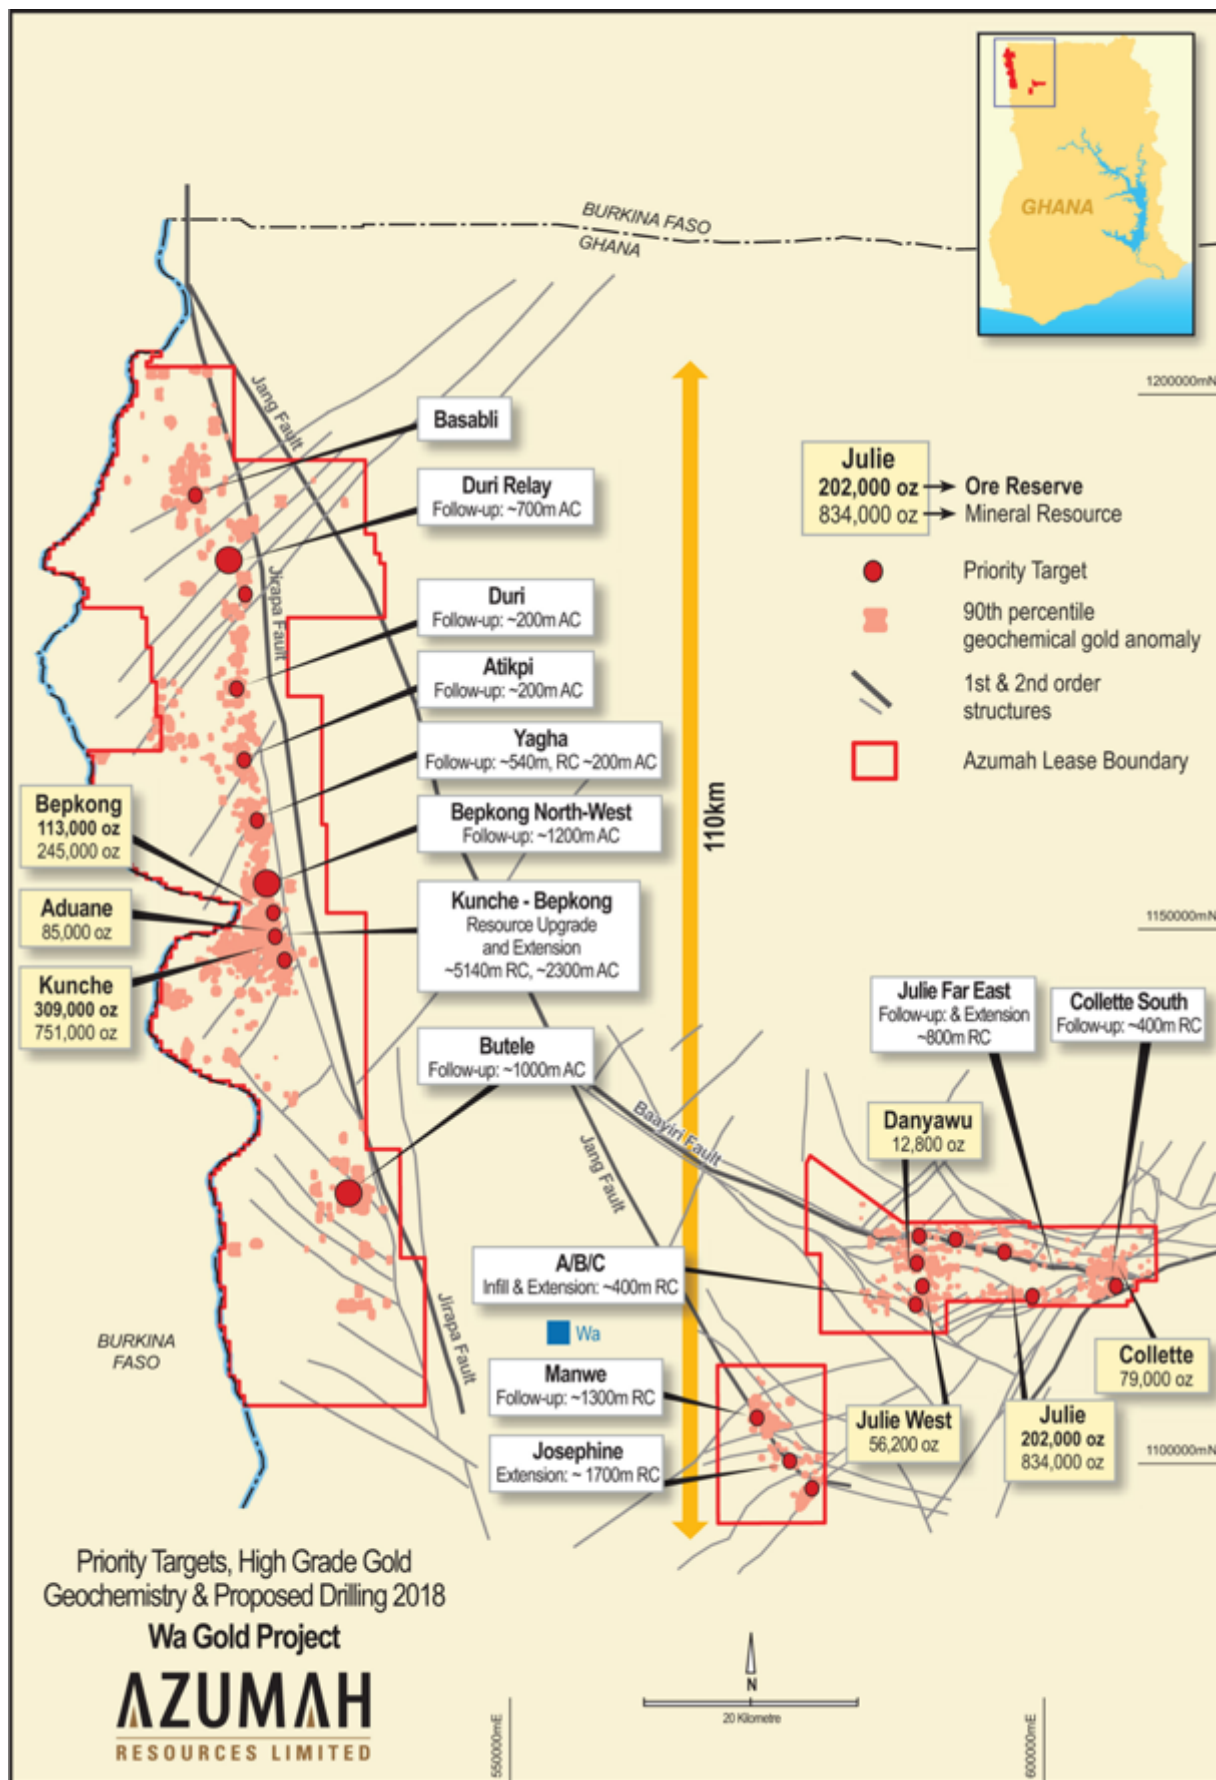 GHANA
BURKINA FASO
GHANA
1200000mN
Jang Fault
Basabli
Duri Relay
Follow-up: ~700m AC
Julie
202,000 oz
834,000 oz
Ore Reserve
Mineral Resource
Priority Target
90th percentile
geochemical gold anomaly
1st & 2nd order
structures
Azumah Lease Boundary
Jirapa Fault
Duri
Follow-up: ~200m AC
Atikpi
Follow-up: ~200m AC
Yagha
Follow-up: ~540m, RC ~200m AC
Bepkong North-West
Follow-up: ~1200m AC
110km
Bepkong
113,000 oz
245,000 oz
Aduane
85,000 oz
Kunche
309,000 oz
751,000 oz
Kunche - Bepkong
Resource Upgrade
and Extension
~5140m RC, ~2300m AC
1150000mN
Julie Far East
Follow-up: & Extension
~800m RC
Collette South
Follow-up: ~400m RC
Butele
Follow-up: ~1000m AC
Baayiri Fault
Jang Fault
Danyawu
12,800 oz
A/B/C
Infill & Extension: ~400m RC
Wa
Jirapa Fault
BURKINA
FASO
Manwe
Follow-up: ~1300m RC
Josephine
Extension: ~ 1700m RC
Julie West
56,200 oz
Julie
202,000 oz
834,000 oz
Collette
79,000 oz
1100000mN
Priority Targets, High Grade Gold
Geochemistry & Proposed Drilling 2018
Wa Gold Project
AZUMAH
RESOURCES LIMITED
N
20 Kilometre
550000mE
600000mE